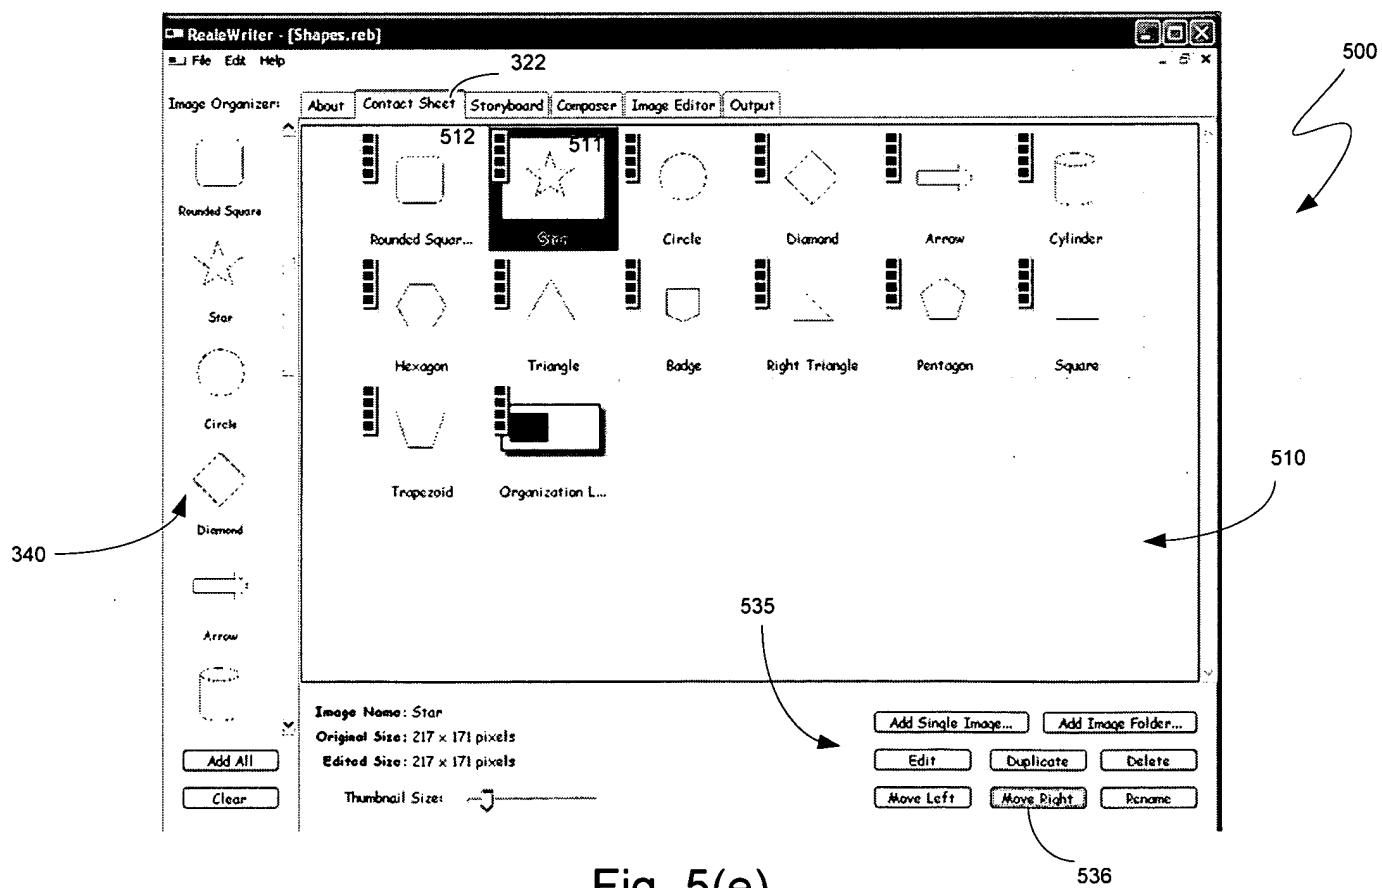 RealeWriter - [Shapes.reb]
File Edit Help
322
500
Image Organizer:
About Contact Sheet Storyboard Composer Image Editor Output
512
511
Rounded Square
Rounded Squar... Star Circle Diamond Arrow Cylinder
Star
Hexagon Triangle Badge Right Triangle Pentagon Square
Circle
Trapezoid Organization L...
510
Diamond
340
Arrow
535
Image Name: Star
Original Size: 217 x 171 pixels
Edited Size: 217 x 171 pixels
Thumbnail Size:
Add Single Image... Add Image Folder...
Edit Duplicate Delete
Move Left Move Right Rename
Add All
Clear
536
Fig. 5(e)